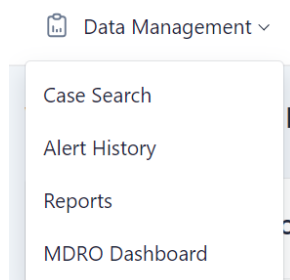 Data Management
Case Search
Alert History
Reports
MDRO Dashboard